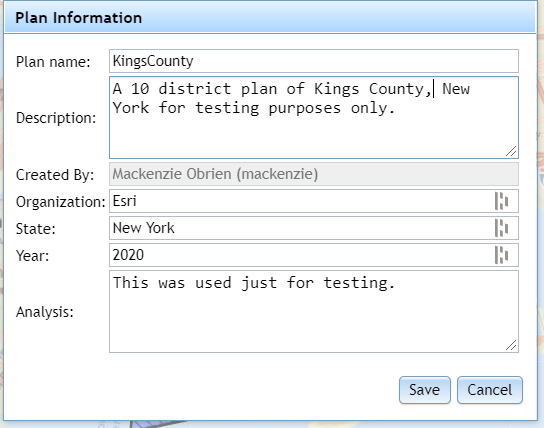 Plan Information
Plan name: KingsCounty
Description: A 10 district plan of Kings County, New
York for testing purposes only.
Created By: Mackenzie Obrien (mackenzie)
Organization: Esri
State: New York
Year: 2020
Analysis: This was used just for testing.
Save Cancel